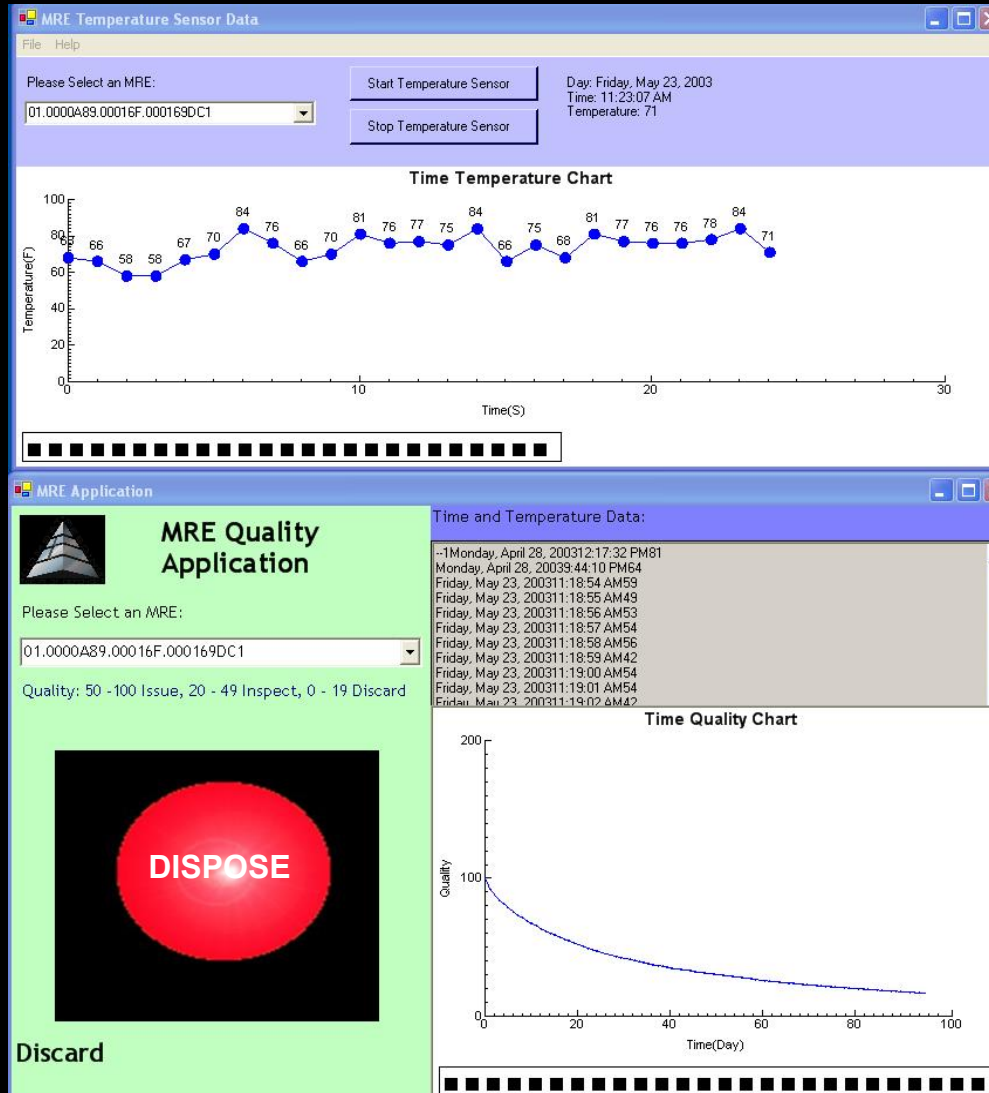 MRE Temperature Sensor Data
File Help
Please Select an MRE:
01.0000A89.00016F.000169DC1
Start Temperature Sensor
Stop Temperature Sensor
Day: Friday, May 23, 2003
Time: 11:23:07 AM
Temperature: 71
Time Temperature Chart
Temperature(F)
100
80
60
40
20
0
68 66 58 58 67 70 84 76 66 70 81 76 77 75 84 66 75 68 81 77 76 76 78 84 71
0 10 20 30
Time(S)
MRE Application
MRE Quality
Application
Please Select an MRE:
01.0000A89.00016F.000169DC1
Quality: 50 -100 Issue, 20 - 49 Inspect, 0 - 19 Discard
DISPOSE
Discard
Time and Temperature Data:
--1Monday, April 28, 200312:17:32 PM81
Monday, April 28, 20039:44:10 PM64
Friday, May 23, 200311:18:54 AM59
Friday, May 23, 200311:18:55 AM49
Friday, May 23, 200311:18:56 AM53
Friday, May 23, 200311:18:57 AM54
Friday, May 23, 200311:18:58 AM56
Friday, May 23, 200311:18:59 AM42
Friday, May 23, 200311:19:00 AM54
Friday, May 23, 200311:19:01 AM54
Friday, May 23, 200311:19:02 AM42
Time Quality Chart
Quality
200
100
0
0 20 40 60 80 100
Time(Day)